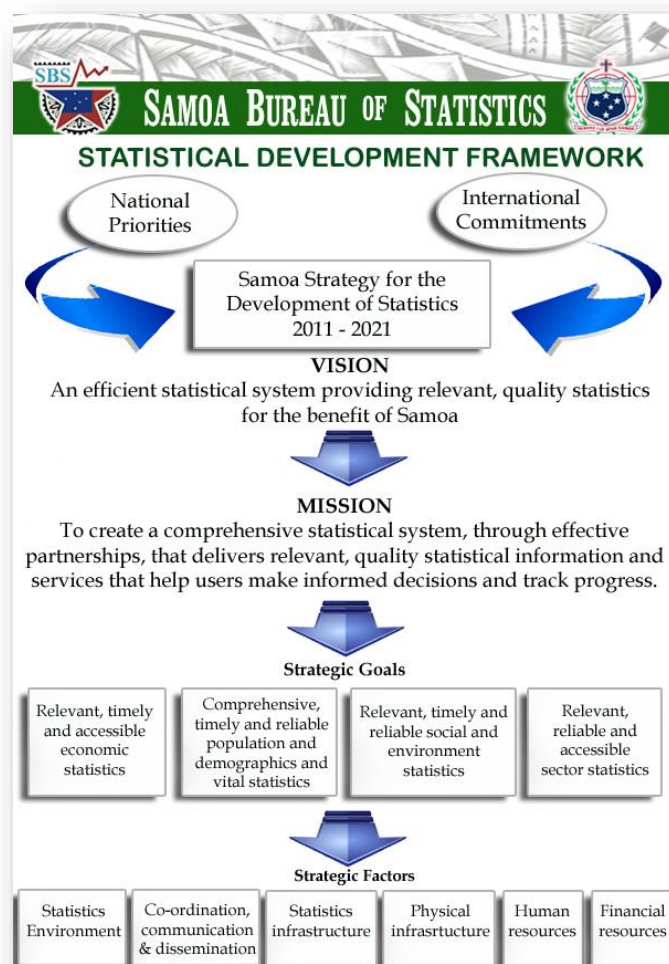 SBS
SAMOA BUREAU OF STATISTICS
STATISTICAL DEVELOPMENT FRAMEWORK
National
Priorities
International
Commitments
Samoa Strategy for the
Development of Statistics
2011 - 2021
VISION
An efficient statistical system providing relevant, quality statistics
for the benefit of Samoa
MISSION
To create a comprehensive statistical system, through effective
partnerships, that delivers relevant, quality statistical information and
services that help users make informed decisions and track progress.
Strategic Goals
Relevant, timely
and accessible
economic
statistics
Comprehensive,
timely and reliable
population and
demographics and
vital statistics
Relevant, timely and
reliable social and
environment
statistics
Relevant,
reliable and
accessible
sector statistics
Strategic Factors
Statistics
Environment
Co-ordination,
communication
& dissemination
Statistics
infrastructure
Physical
infrasrtucture
Human
resources
Financial
resources